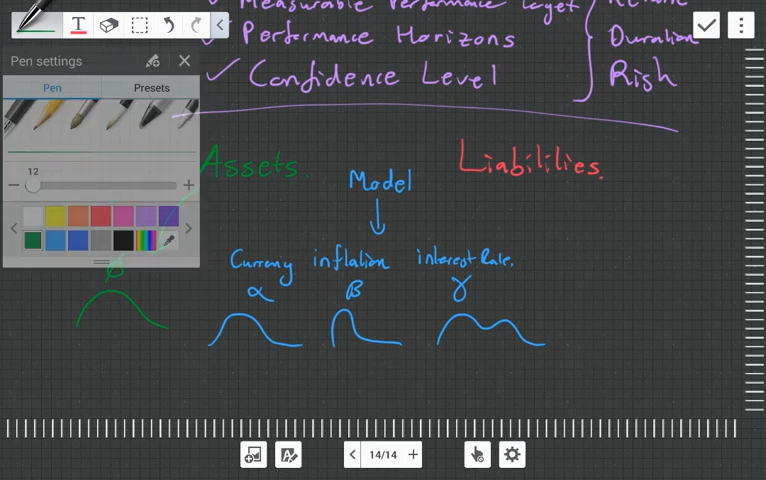 ✓ Measurable Performance Target
T
Return
✓ Performance Horizons
Duration
Pen settings
✓ Confidence Level
Rish
Pen
Presets
Assets.
Liabilities.
12
Model
Currency inflation interest Rate.
α β γ
14/14